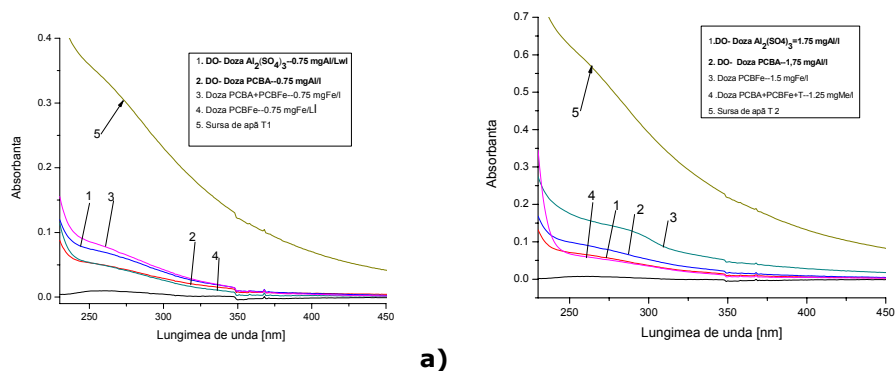 0.4
0.3
0.2
0.1
0.0
Absorbanta
1. DO- Doza Al2(SO4)3--0.75 mgAl/Lwl
2. DO- Doza PCBA--0.75 mgAl/l
3. Doza PCBA+PCBFe--0.75 mgFe/l
4. Doza PCBFe--0.75 mgFe/Ll
5. Sursa de apă T1
5
1
3
2
4
250 300 350 400 450
Lungimea de unda [nm]
0.7
0.6
0.5
0.4
0.3
0.2
0.1
0.0
Absorbanta
1.DO- Doza Al2(SO4)3=1.75 mgAl/l
2. DO- Doza PCBA--1,75 mgAl/l
3. Doza PCBFe--1.5 mgFe/l
4 .Doza PCBA+PCBFe+T--1.25 mgMe/l
5. Sursa de apă T 2
5
4
1
2
3
250 300 350 400 450
Lungimea de unda [nm]
a)